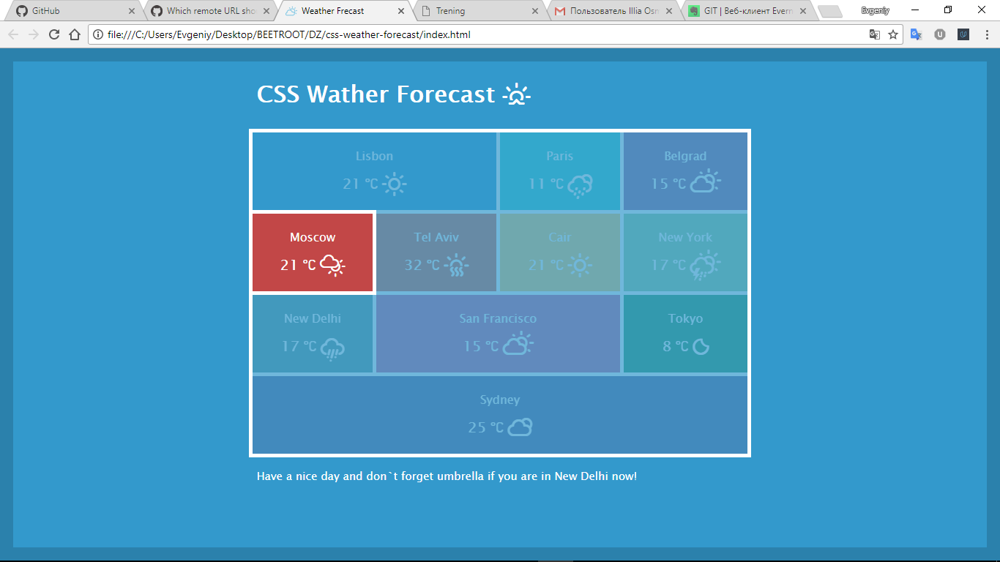 GitHub
Which remote URL sho
Weather Frecast
Trening
Пользователь Illia Osm
GIT | Веб-клиент Evern
Evgeniy
file:///C:/Users/Evgeniy/Desktop/BEETROOT/DZ/css-weather-forecast/index.html
CSS Wather Forecast
Lisbon
21 °C
Paris
11 °C
Belgrad
15 °C
Moscow
21 °C
Tel Aviv
32 °C
Cair
21 °C
New York
17 °C
New Delhi
17 °C
San Francisco
15 °C
Tokyo
8 °C
Sydney
25 °C
Have a nice day and don`t forget umbrella if you are in New Delhi now!